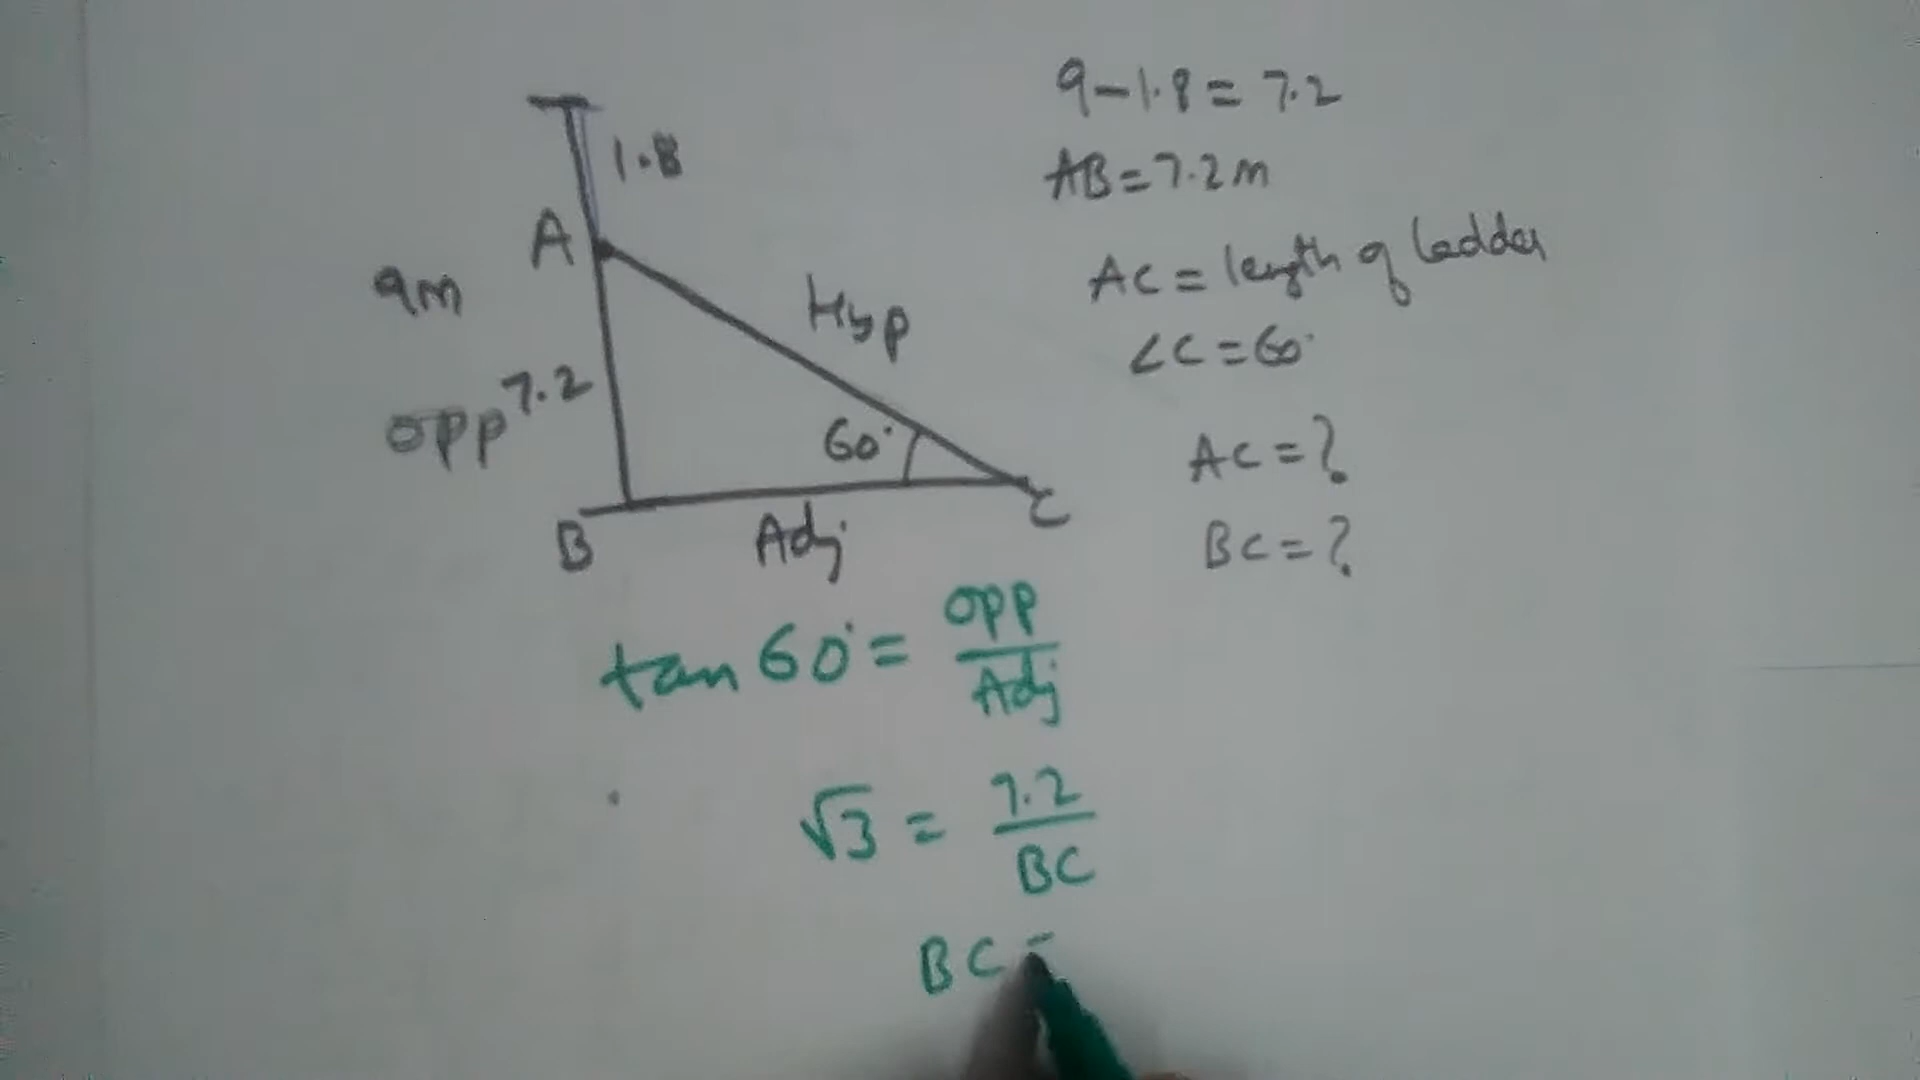 1.8
A
9m
Hyp
opp 7.2
60°
B
Adj
C
9-1.8=7.2
AB=7.2m
AC=length of ladder
∠C=60°
AC=?
BC=?
tan 60°= opp/Adj
√3 = 7.2/BC
BC=